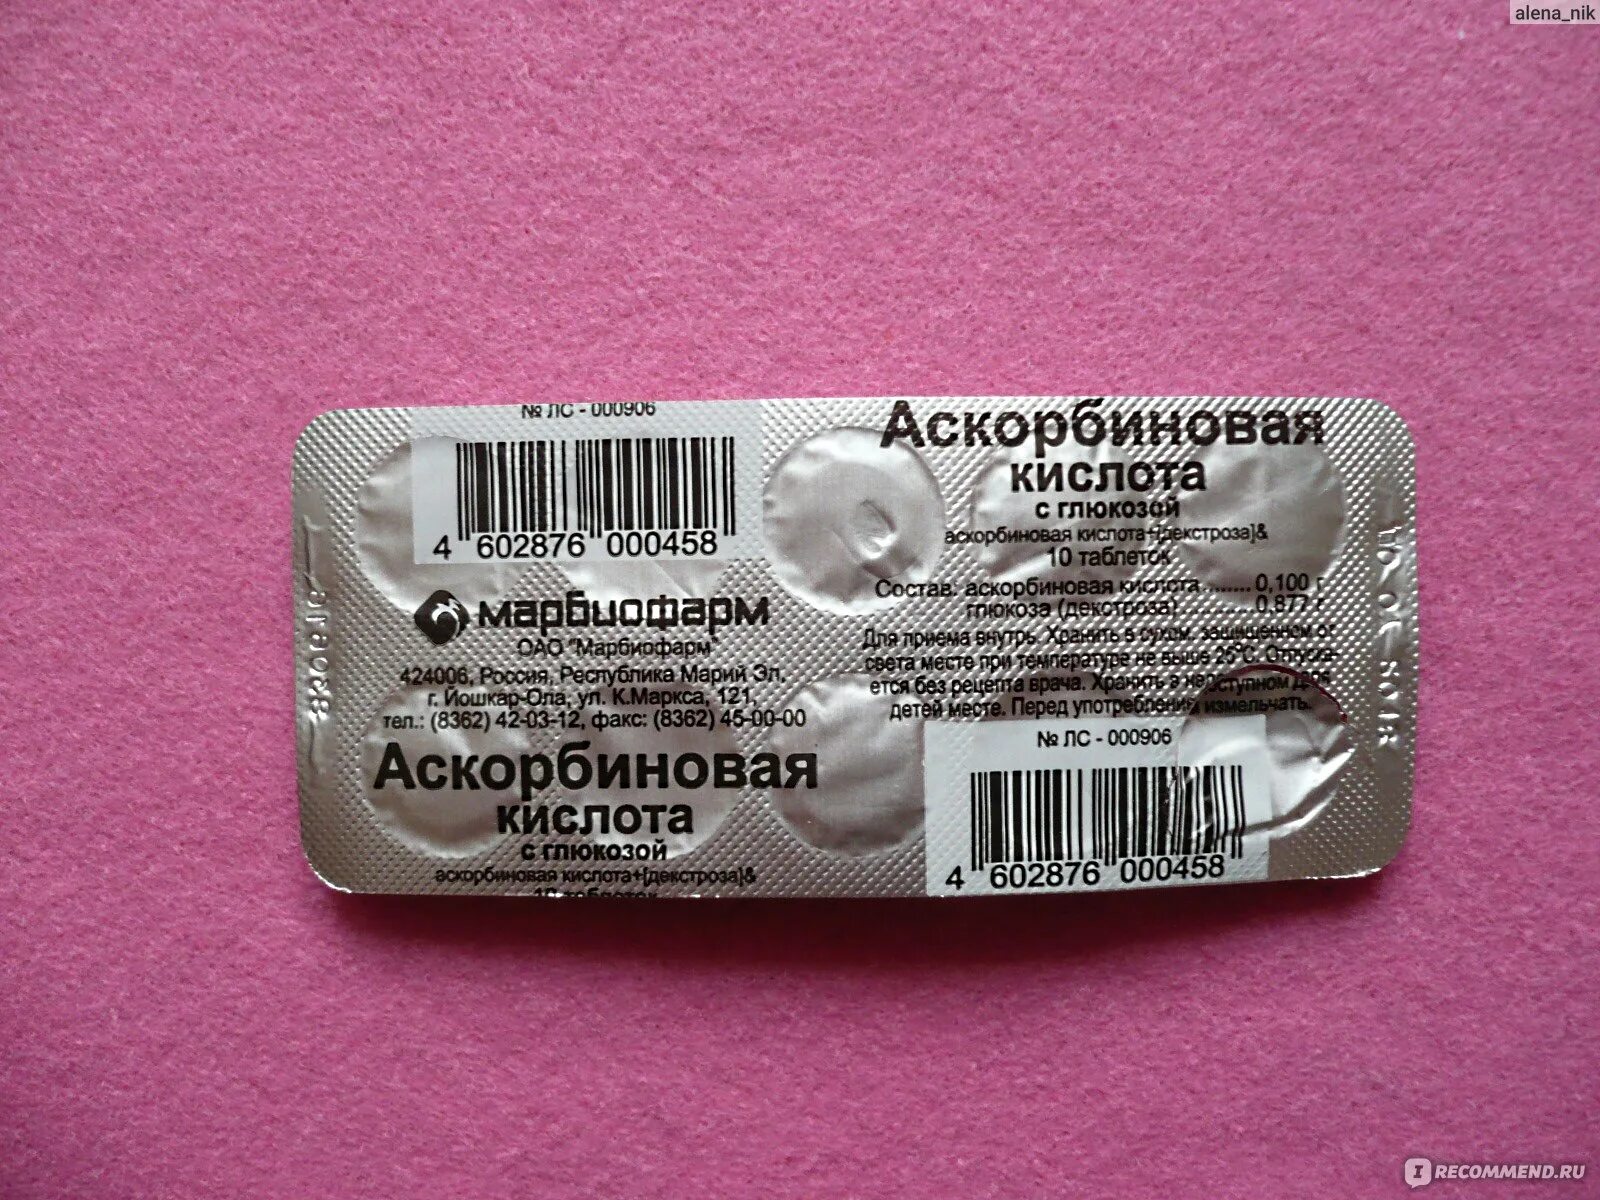 alena_nik
№ ЛС - 000906
4 602876 000458
марбиофарм
ОАО "Марбиофарм"
424006, Россия, Республика Марий Эл,
г. Йошкар-Ола, ул. К.Маркса, 121,
тел.: (8362) 42-03-12, факс: (8362) 45-00-00
Аскорбиновая
кислота
с глюкозой
аскорбиновая кислота+[декстроза]&
10 таблеток
Аскорбиновая
кислота
с глюкозой
аскорбиновая кислота+[декстроза]&
10 таблеток
Состав: аскорбиновая кислота ....... 0,100 г
глюкоза (декстроза) ........ 0,877 г
Для приема внутрь. Хранить в сухом, защищенном от
света месте при температуре не выше 25°С. Отпуска-
ется без рецепта врача. Хранить в недоступном для
детей месте. Перед употреблением измельчать.
№ ЛС - 000906
4 602876 000458
RECOMMEND.RU